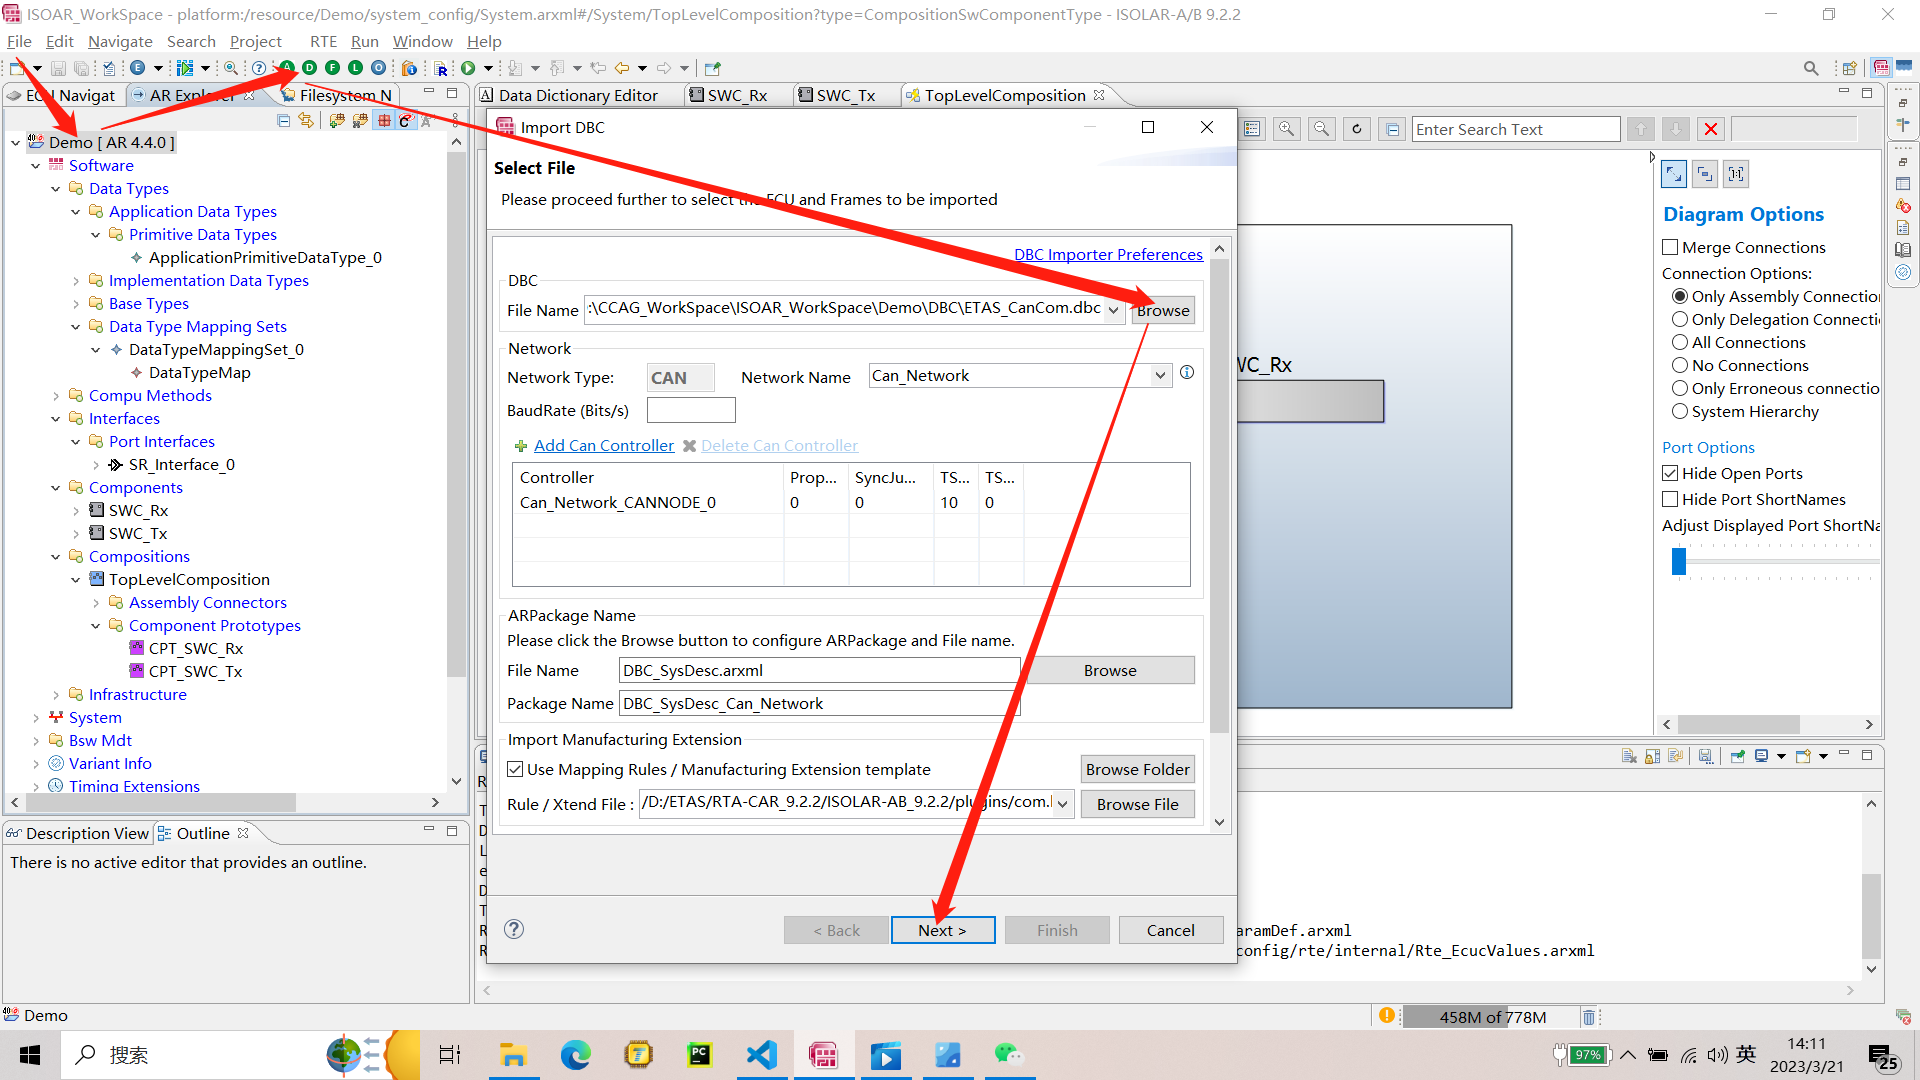 ISOAR_WorkSpace - platform:/resource/Demo/system_config/System.arxml#/System/TopLevelComposition?type=CompositionSwComponentType - ISOLAR-A/B 9.2.2
File Edit Navigate Search Project RTE Run Window Help
AR Explorer
Filesystem N
Data Dictionary Editor
SWC_Rx
SWC_Tx
TopLevelComposition
Demo [ AR 4.4.0 ]
Software
Data Types
Application Data Types
Primitive Data Types
ApplicationPrimitiveDataType_0
Implementation Data Types
Base Types
Data Type Mapping Sets
DataTypeMappingSet_0
DataTypeMap
Compu Methods
Interfaces
Port Interfaces
SR_Interface_0
Components
SWC_Rx
SWC_Tx
Compositions
TopLevelComposition
Assembly Connectors
Component Prototypes
CPT_SWC_Rx
CPT_SWC_Tx
Infrastructure
System
Bsw Mdt
Variant Info
Timing Extensions
Description View
Outline
There is no active editor that provides an outline.
Import DBC
Select File
Please proceed further to select the ECU and Frames to be imported
DBC Importer Preferences
DBC
File Name :\CCAG_WorkSpace\ISOAR_WorkSpace\Demo\DBC\ETAS_CanCom.dbc Browse
Network
Network Type: CAN Network Name Can_Network
BaudRate (Bits/s)
Add Can Controller Delete Can Controller
Controller Prop... SyncJu... TS... TS...
Can_Network_CANNODE_0 0 0 10 0
ARPackage Name
Please click the Browse button to configure ARPackage and File name.
File Name DBC_SysDesc.arxml Browse
Package Name DBC_SysDesc_Can_Network
Import Manufacturing Extension
Use Mapping Rules / Manufacturing Extension template Browse Folder
Rule / Xtend File : /D:/ETAS/RTA-CAR_9.2.2/ISOLAR-AB_9.2.2/plugins/com. Browse File
< Back Next > Finish Cancel
Enter Search Text
WC_Rx
Diagram Options
Merge Connections
Connection Options:
Only Assembly Connectio
Only Delegation Connecti
All Connections
No Connections
Only Erroneous connectio
System Hierarchy
Port Options
Hide Open Ports
Hide Port ShortNames
Adjust Displayed Port ShortNa
R
T
D
L
e
D
T
R aramDef.arxml
R config/rte/internal/Rte_EcucValues.arxml
Demo
458M of 778M
搜索
97%
英
14:11
2023/3/21
25